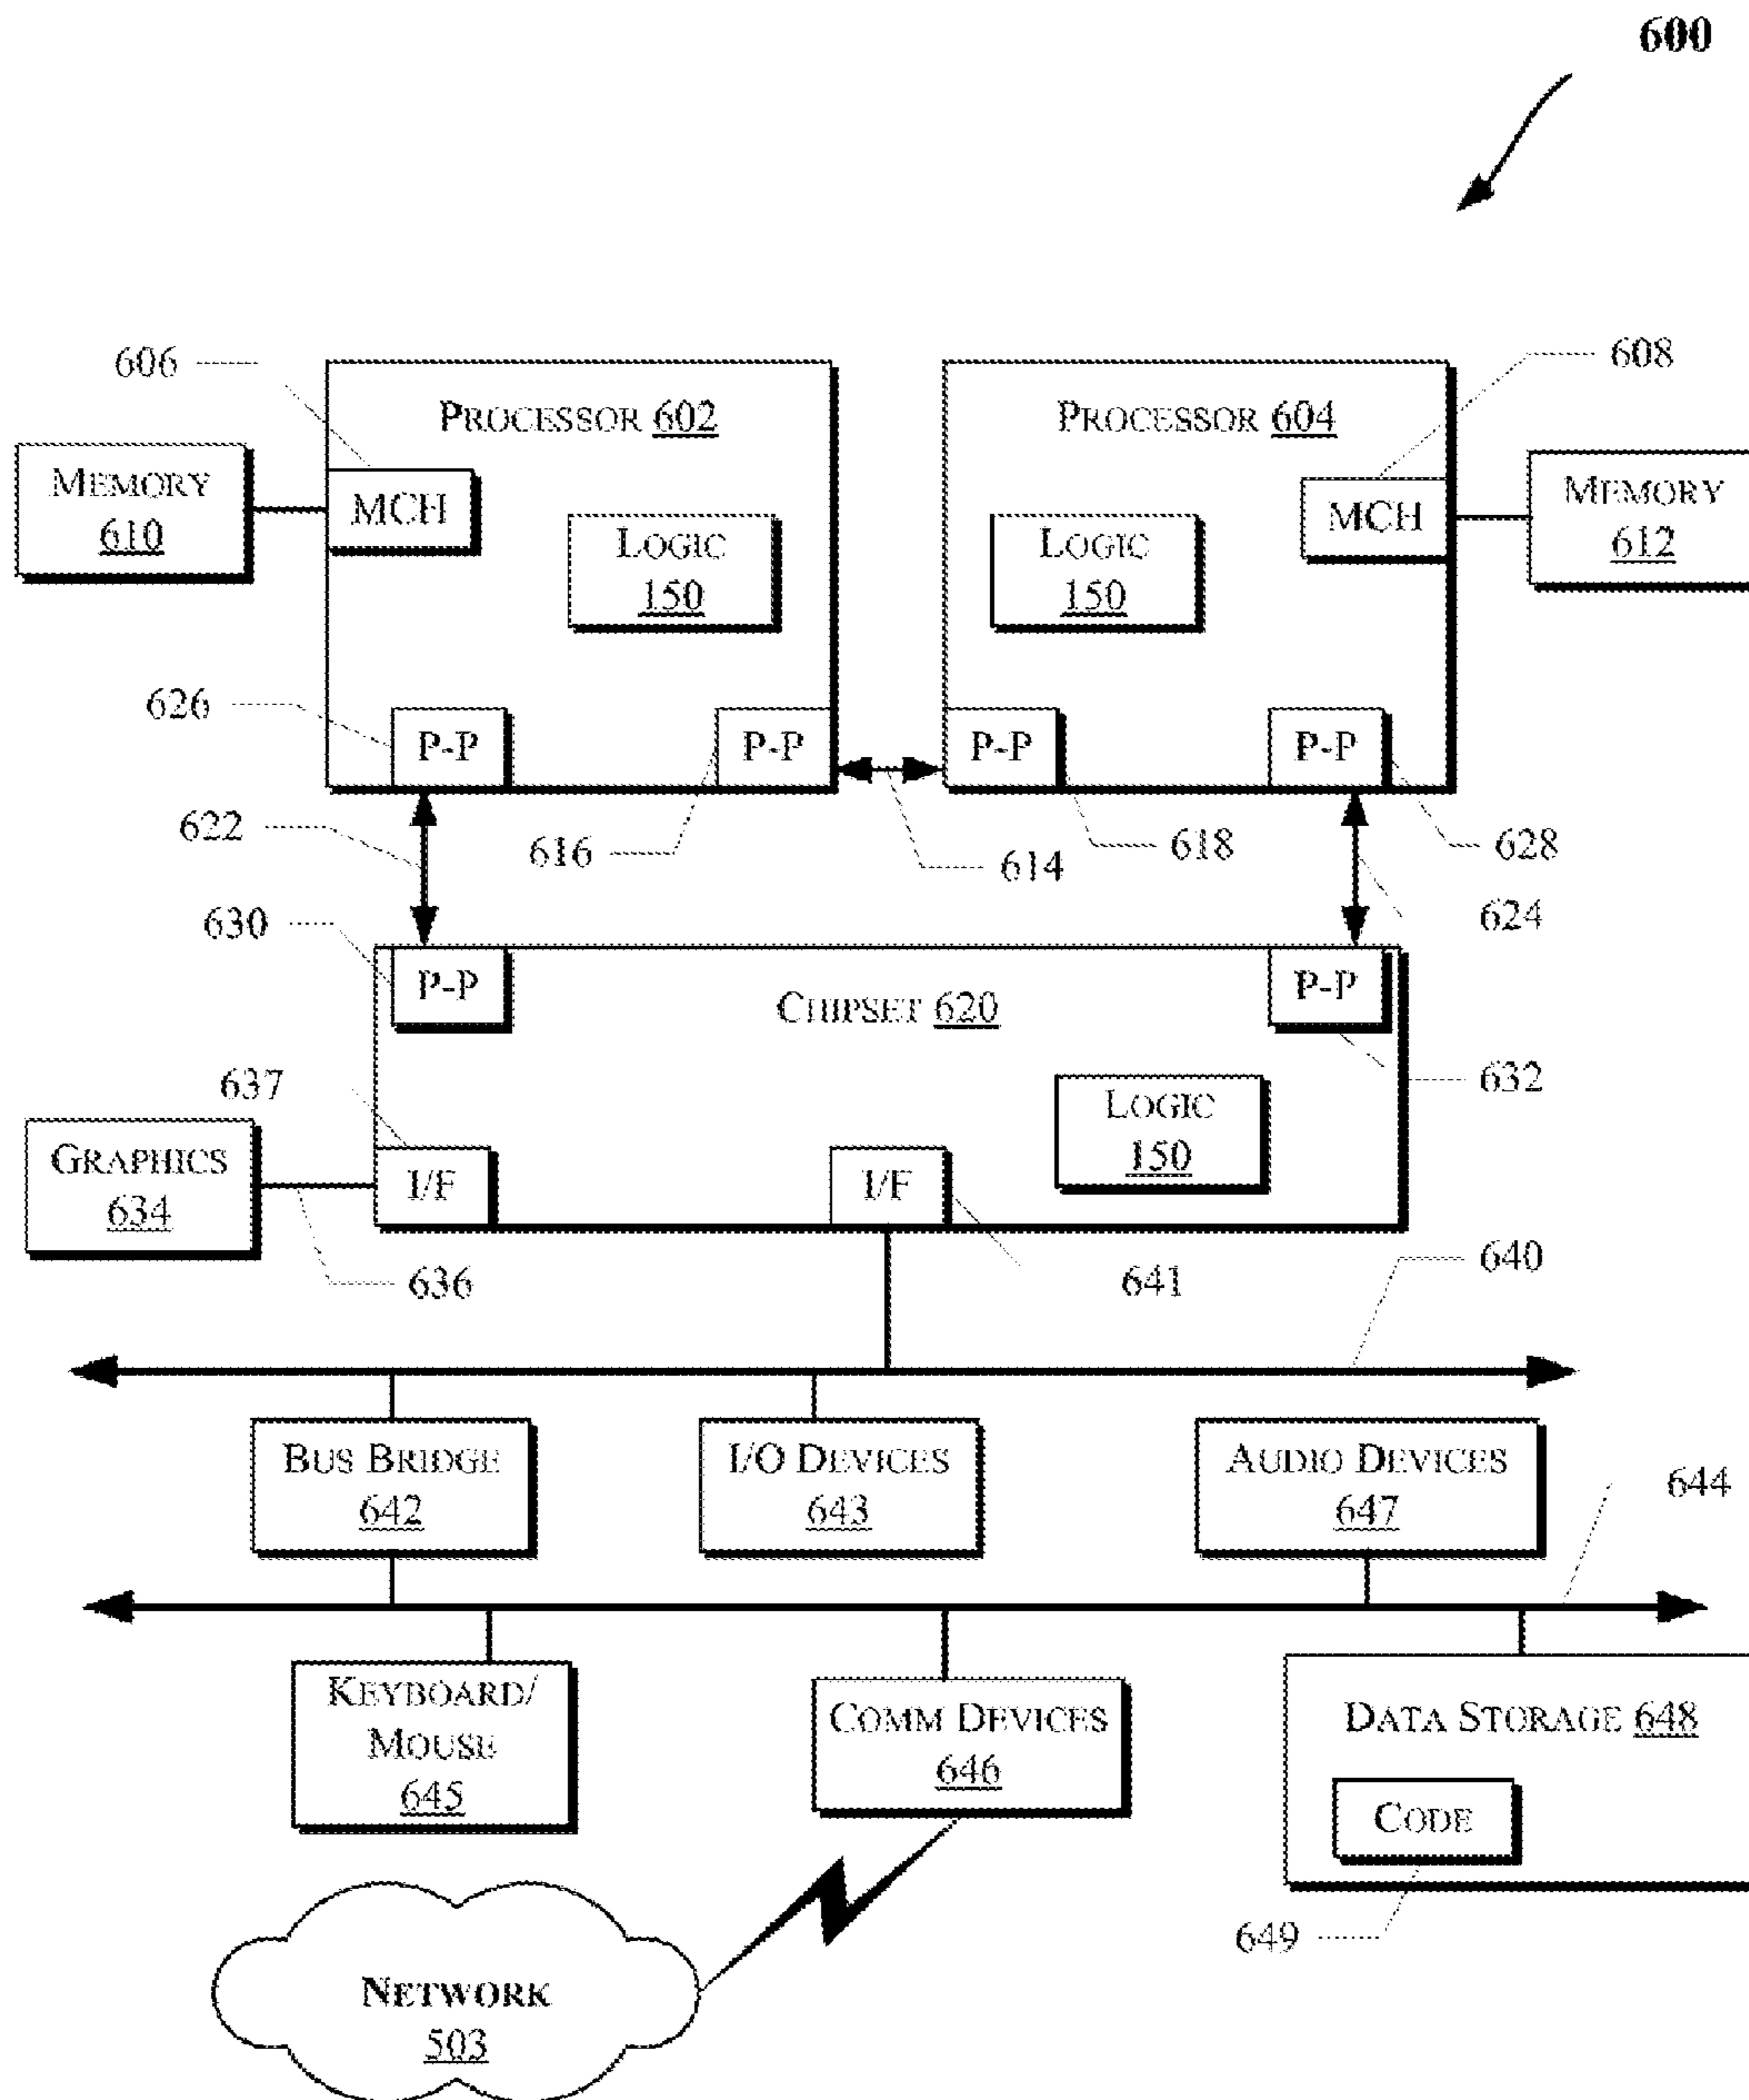 600
606
608
PROCESSOR 602
PROCESSOR 604
MEMORY
610
MCH
LOGIC
150
LOGIC
150
MCH
MEMORY
612
626
P-P
P-P
P-P
P-P
622
616
614
618
628
630
624
P-P
CHIPSET 620
P-P
637
632
LOGIC
150
GRAPHICS
634
I/F
I/F
636
641
640
BUS BRIDGE
642
I/O DEVICES
643
AUDIO DEVICES
647
644
KEYBOARD/
MOUSE
645
COMM DEVICES
646
DATA STORAGE 648
CODE
649
NETWORK
503